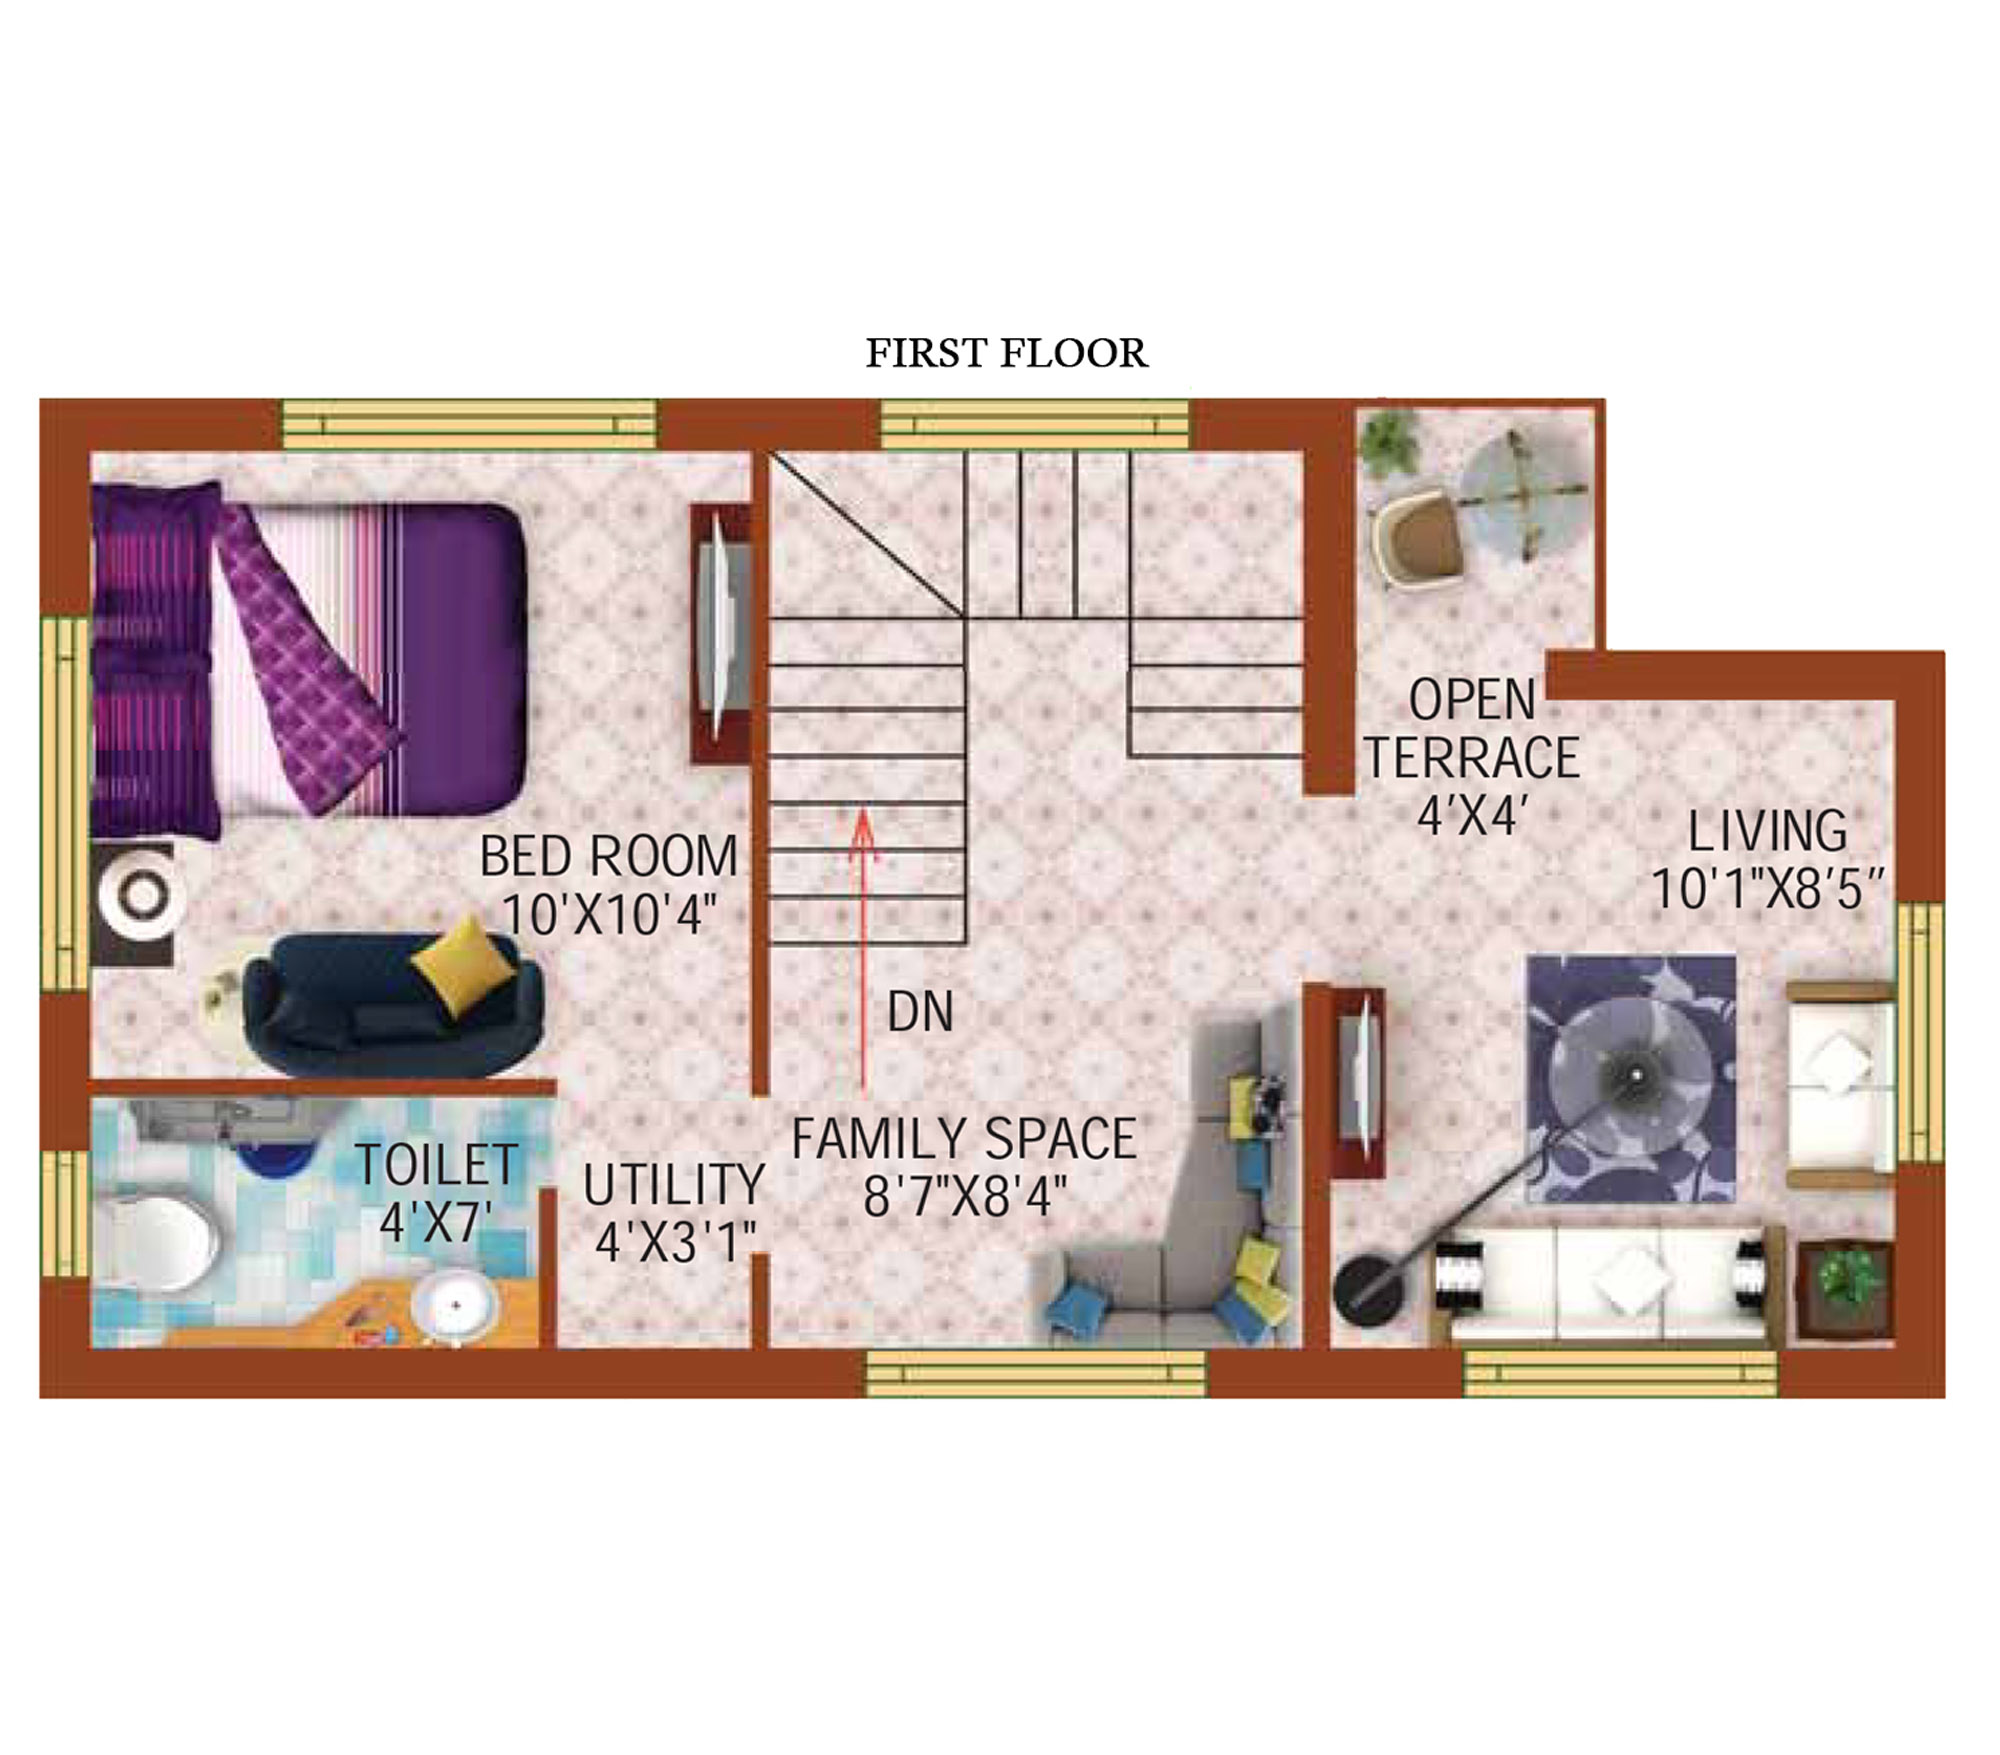 FIRST FLOOR
OPEN
TERRACE
4'X4'
LIVING
10'1"X8'5"
BED ROOM
10'X10'4"
DN
TOILET
4'X7'
UTILITY
4'X3'1"
FAMILY SPACE
8'7"X8'4"